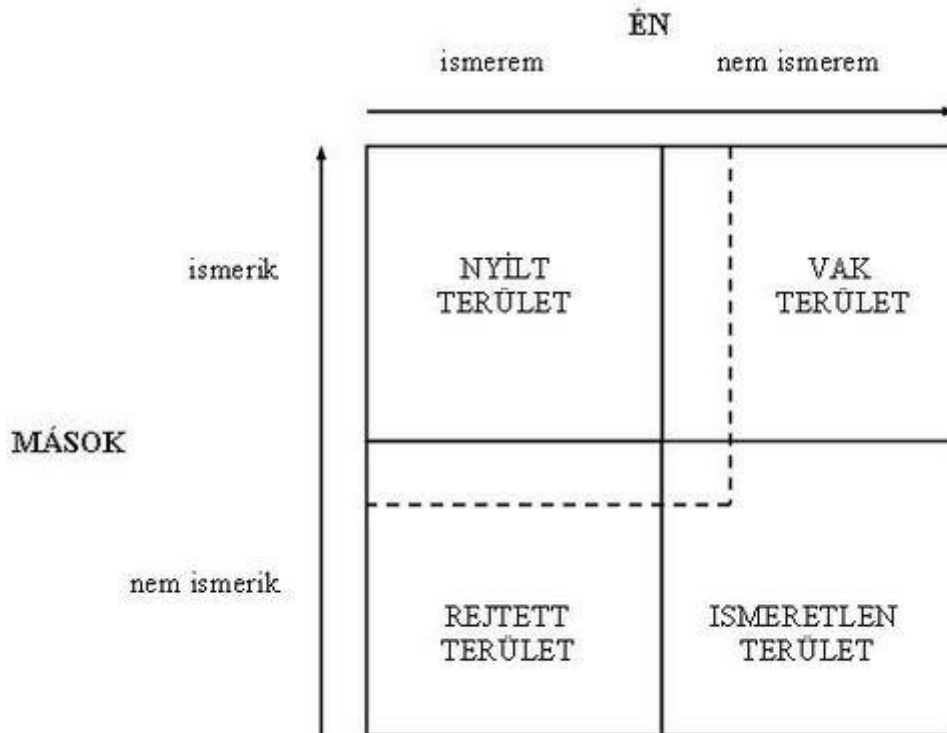 ÉN
ismerem nem ismerem
ismerik
NYÍLT
TERÜLET
VAK
TERÜLET
MÁSOK
nem ismerik
REJTETT
TERÜLET
ISMERETLEN
TERÜLET